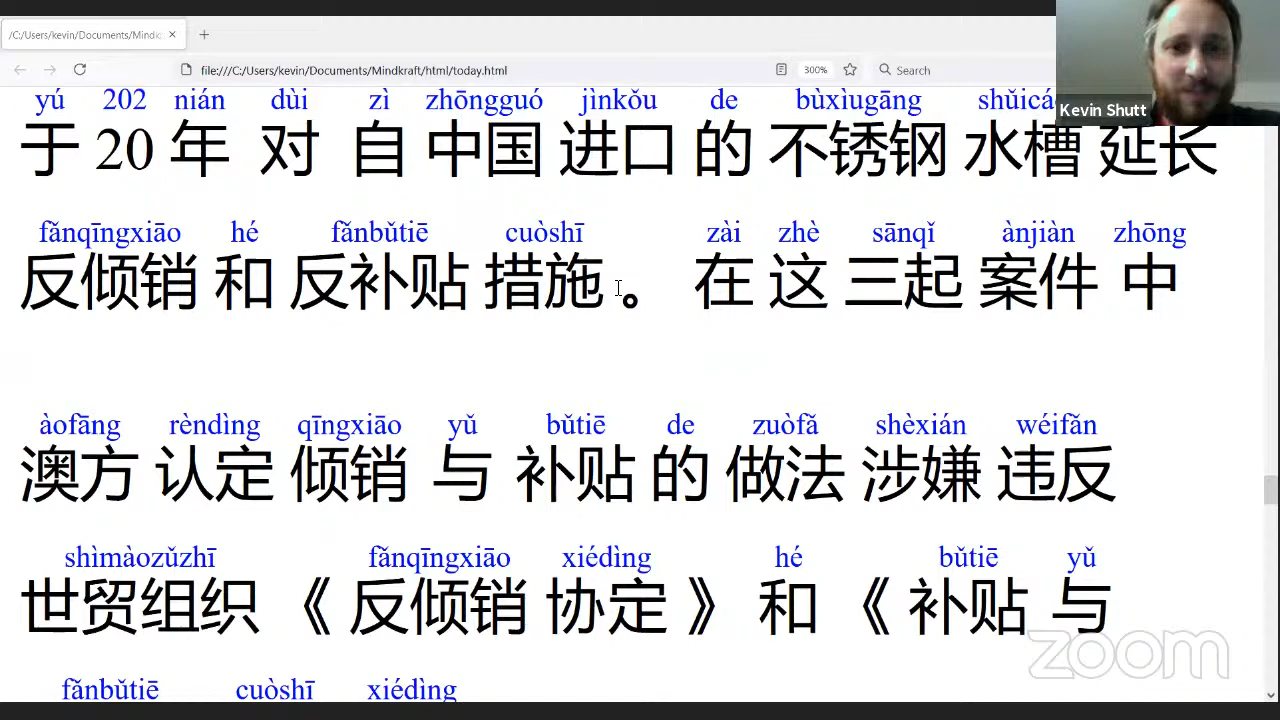 /C:/Users/kevin/Documents/Mindk
file:///C:/Users/kevin/Documents/Mindkraft/html/today.html
300%
Search
Kevin Shutt
yú 202 nián dùi zì zhōngguó jìnkǒu de bùxìugāng
于 20 年 对 自 中国 进口 的 不锈钢 水槽 延长
fǎnqīngxiāo hé fǎnbǔtiē cuòshī zài zhè sānqǐ ànjiàn zhōng
反倾销 和 反补贴 措施 。 在 这 三起 案件 中
àofāng rèndìng qīngxiāo yǔ bǔtiē de zuòfǎ shèxián wéifǎn
澳方 认定 倾销 与 补贴 的 做法 涉嫌 违反
shìmàozǔzhī fǎnqīngxiāo xiédìng hé bǔtiē yǔ
世贸组织 《 反倾销 协定 》 和 《 补贴 与
fǎnbǔtiē cuòshī xiédìng
zoom